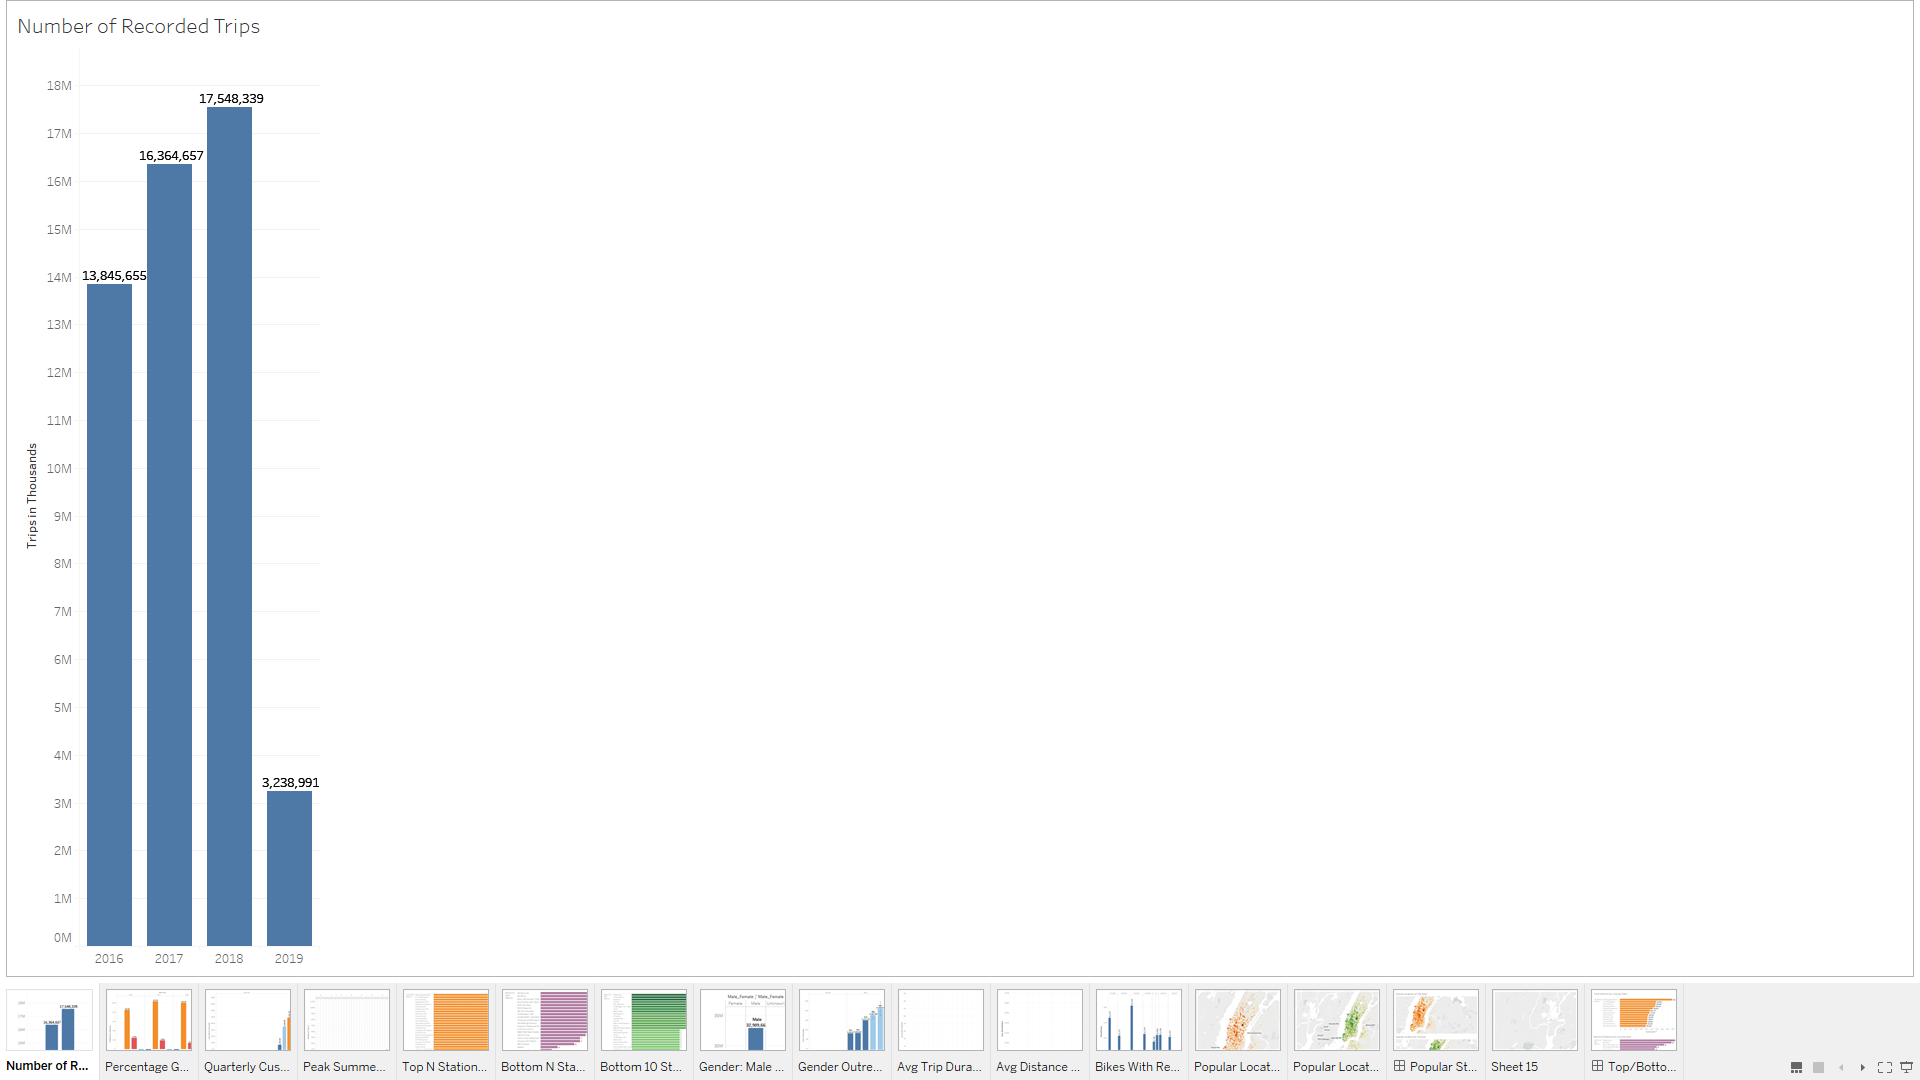 Number of Recorded Trips
18M
17M
16M
15M
14M
13M
12M
11M
10M
9M
8M
7M
6M
5M
4M
3M
2M
1M
0M
Trips in Thousands
13,845,655
16,364,657
17,548,339
3,238,991
2016
2017
2018
2019
Number of R...
Percentage G...
Quarterly Cus...
Peak Summe...
Top N Station...
Bottom N Sta...
Bottom 10 St...
Gender: Male ...
Gender Outre...
Avg Trip Dura...
Avg Distance ...
Bikes With Re...
Popular Locat...
Popular Locat...
Popular St...
Sheet 15
Top/Botto...